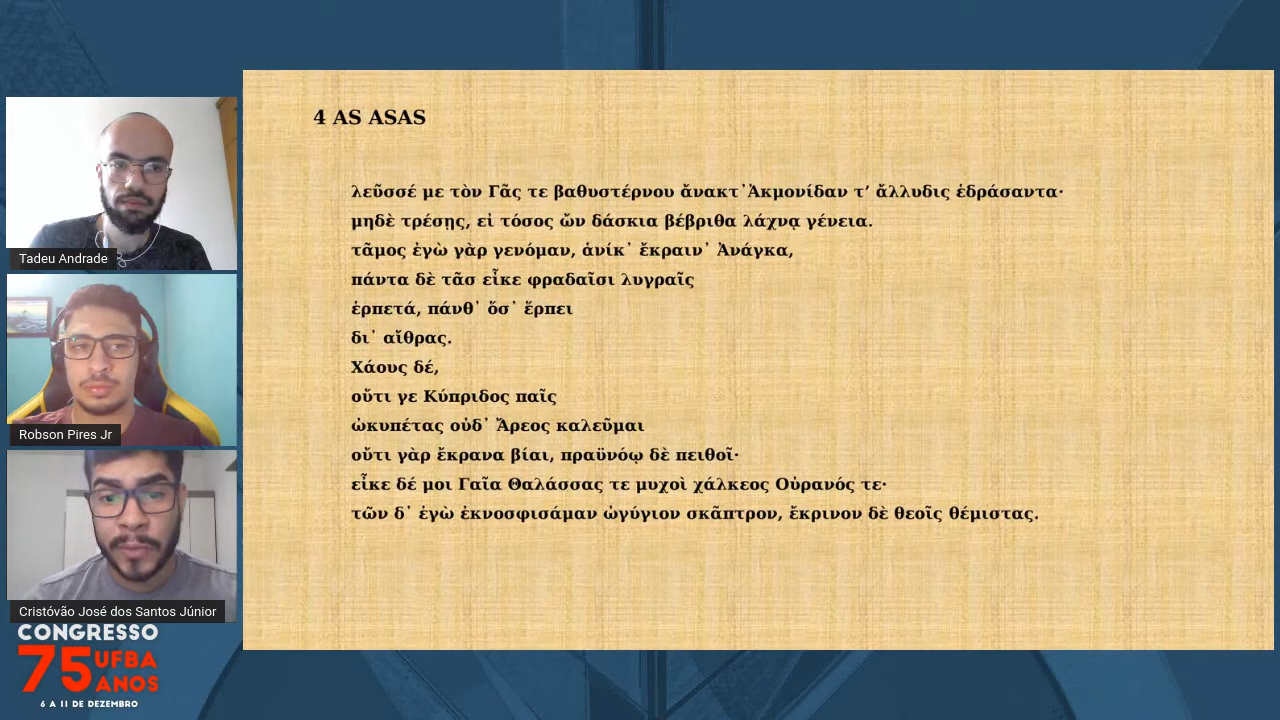 4 AS ASAS
λεῦσσέ με τὸν Γᾶς τε βαθυστέρνου ἄνακτ᾽Ἀκμονίδαν τ’ ἄλλυδις ἑδράσαντα·
μηδὲ τρέσῃς, εἰ τόσος ὢν δάσκια βέβριθα λάχνᾳ γένεια.
τᾶμος ἐγὼ γὰρ γενόμαν, ἁνίκ᾽ ἔκραιν᾽ Ἀνάγκα,
πάντα δὲ τᾶσ εἶκε φραδαῖσι λυγραῖς
ἑρπετά, πάνθ᾽ ὅσ᾽ ἕρπει
δι᾽ αἴθρας.
Χάους δέ,
οὔτι γε Κύπριδος παῖς
ὠκυπέτας οὐδ᾽ Ἄρεος καλεῦμαι
οὔτι γὰρ ἔκρανα βίαι, πραϋνόῳ δὲ πειθοῖ·
εἶκε δέ μοι Γαῖα Θαλάσσας τε μυχοὶ χάλκεος Οὐρανός τε·
τῶν δ᾽ ἐγὼ ἐκνοσφισάμαν ὠγύγιον σκᾶπτρον, ἔκρινον δὲ θεοῖς θέμιστας.
Tadeu Andrade
Robson Pires Jr
Cristóvão José dos Santos Júnior
CONGRESSO
75 UFBA
ANOS
6 A 11 DE DEZEMBRO